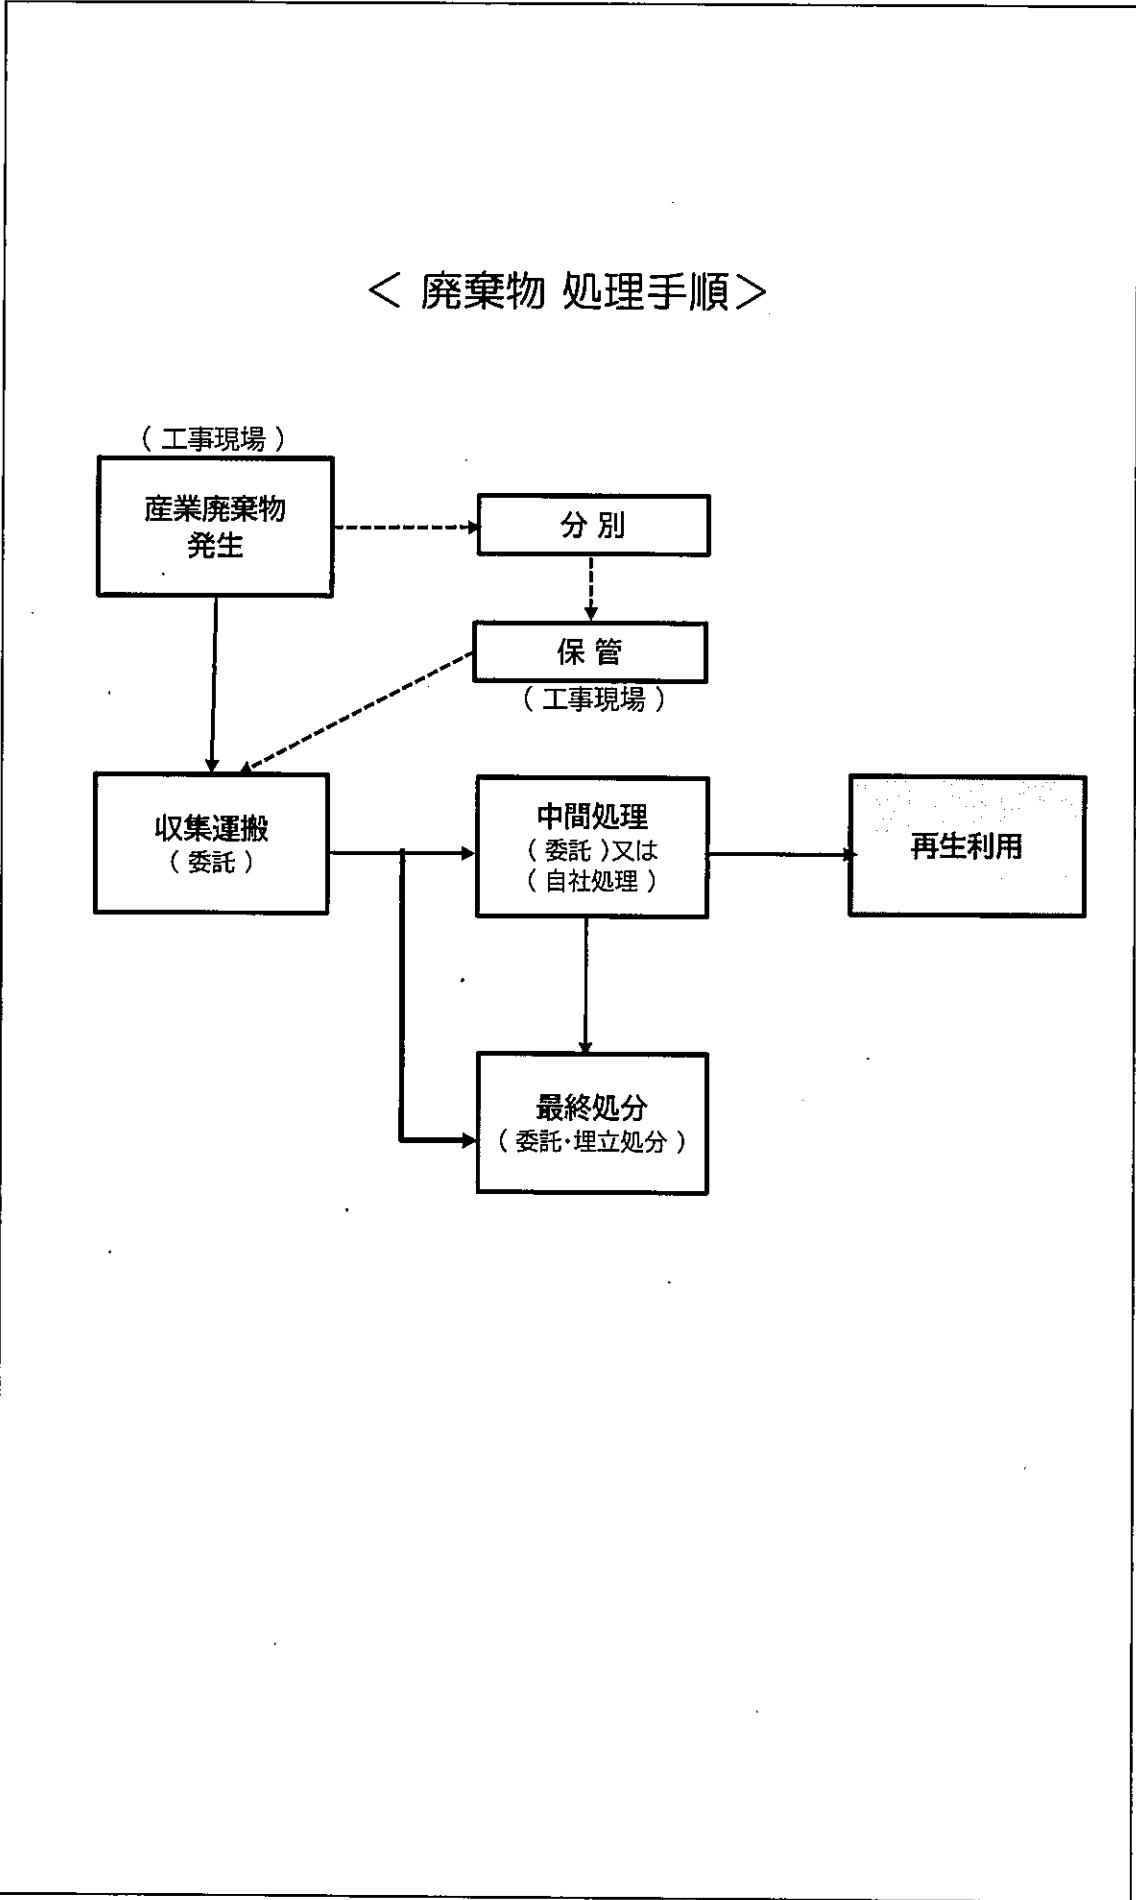 ＜ 廃棄物 処理手順＞
（ 工事現場 ）
産業廃棄物
発生
分 別
保 管
（ 工事現場 ）
収集運搬
（ 委託 ）
中間処理
（ 委託 ）又は
（ 自社処理 ）
再生利用
最終処分
（ 委託・埋立処分 ）